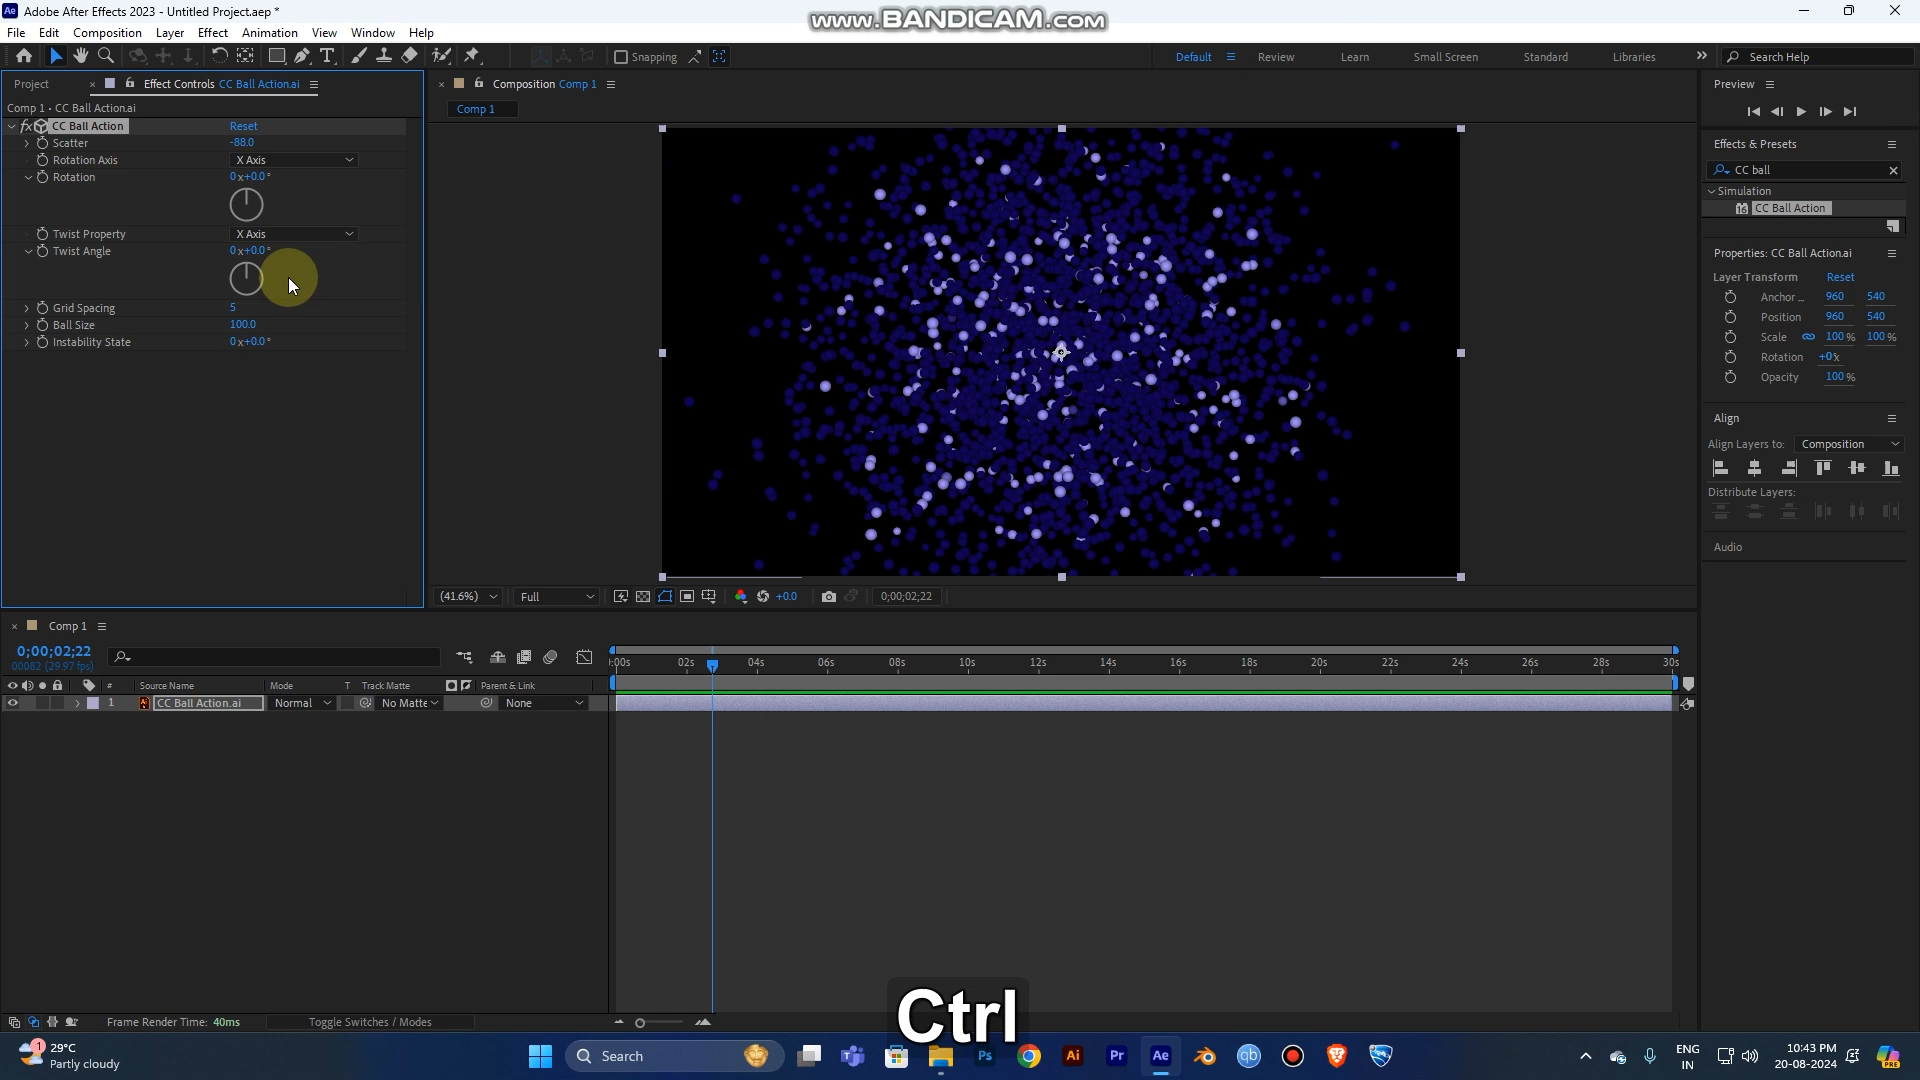 Adobe After Effects 2023 - Untitled Project.aep *
www.BANDICAM.com
File Edit Composition Layer Effect Animation View Window Help
Snapping
Default Review Learn Small Screen Standard Libraries
Search Help
Project
Effect Controls CC Ball Action.ai
Comp 1 • CC Ball Action.ai
fx CC Ball Action Reset
Scatter -88.0
Rotation Axis X Axis
Rotation 0x+0.0°
Twist Property X Axis
Twist Angle 0x+0.0°
Grid Spacing 5
Ball Size 100.0
Instability State 0x+0.0°
Composition Comp 1
Comp 1
(41.6%) Full +0.0 0;00;02;22
Preview
Effects & Presets
CC ball
Simulation
CC Ball Action
Properties: CC Ball Action.ai
Layer Transform Reset
Anchor ... 960 540
Position 960 540
Scale 100% 100%
Rotation +0x
Opacity 100%
Align
Align Layers to: Composition
Distribute Layers:
Audio
Comp 1
0;00;02;22
00082 (29.97 fps)
:00s 02s 04s 06s 08s 10s 12s 14s 16s 18s 20s 22s 24s 26s 28s 30s
# Source Name Mode T Track Matte Parent & Link
1 CC Ball Action.ai Normal No Matte None
Frame Render Time: 40ms Toggle Switches / Modes
Ctrl
1 29°C
Partly cloudy
Search
ENG
IN
10:43 PM
20-08-2024